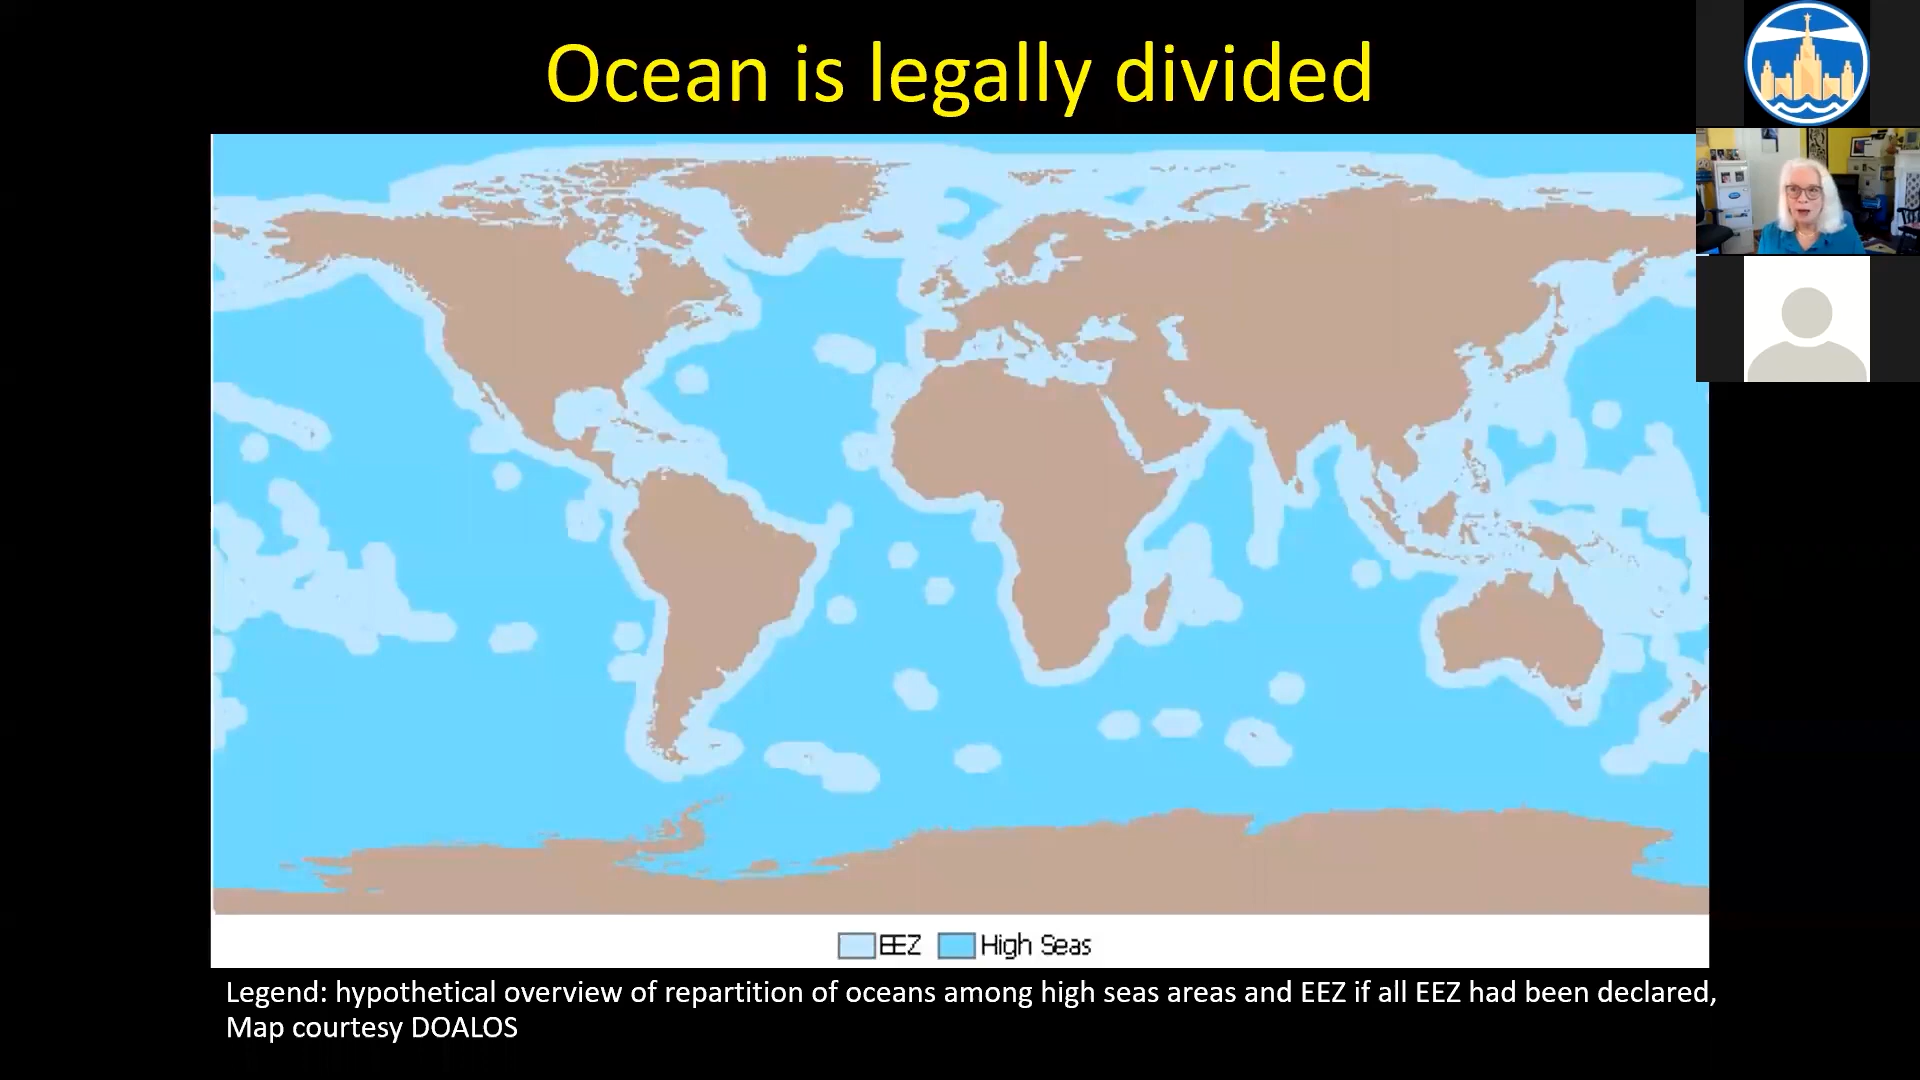 Ocean is legally divided
EEZ High Seas
Legend: hypothetical overview of repartition of oceans among high seas areas and EEZ if all EEZ had been declared,
Map courtesy DOALOS